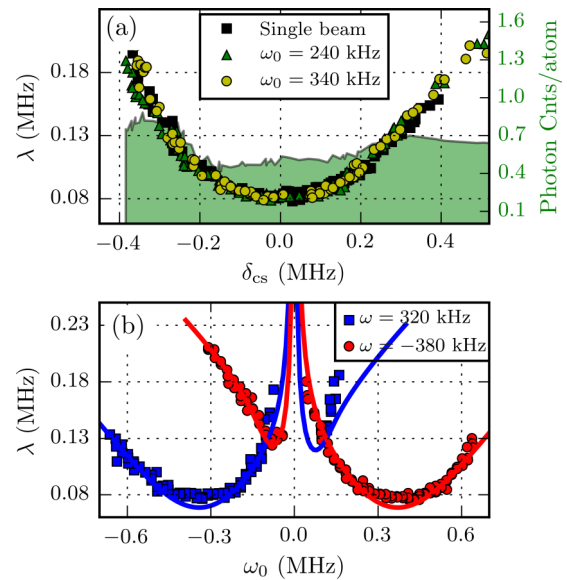 (a)
Single beam
ω₀ = 240 kHz
ω₀ = 340 kHz
λ (MHz)
0.18
0.13
0.08
1.6
1.3
1.0
0.7
0.4
0.1
Photon Cnts/atom
−0.4 −0.2 0.0 0.2 0.4
δcs (MHz)
(b)
ω = 320 kHz
ω = −380 kHz
λ (MHz)
0.23
0.18
0.13
0.08
−0.6 −0.3 0.0 0.3 0.6
ω₀ (MHz)